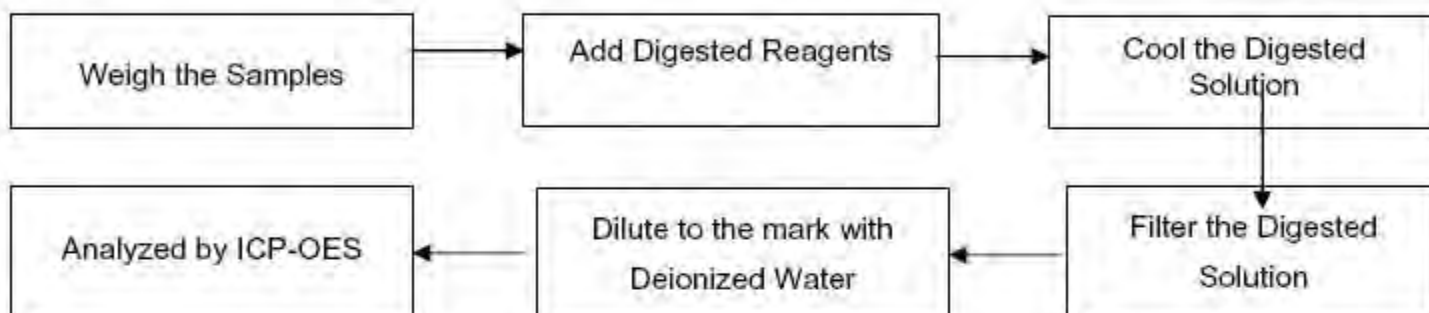 Weigh the Samples
Add Digested Reagents
Cool the Digested
Solution
Filter the Digested
Solution
Dilute to the mark with
Deionized Water
Analyzed by ICP-OES